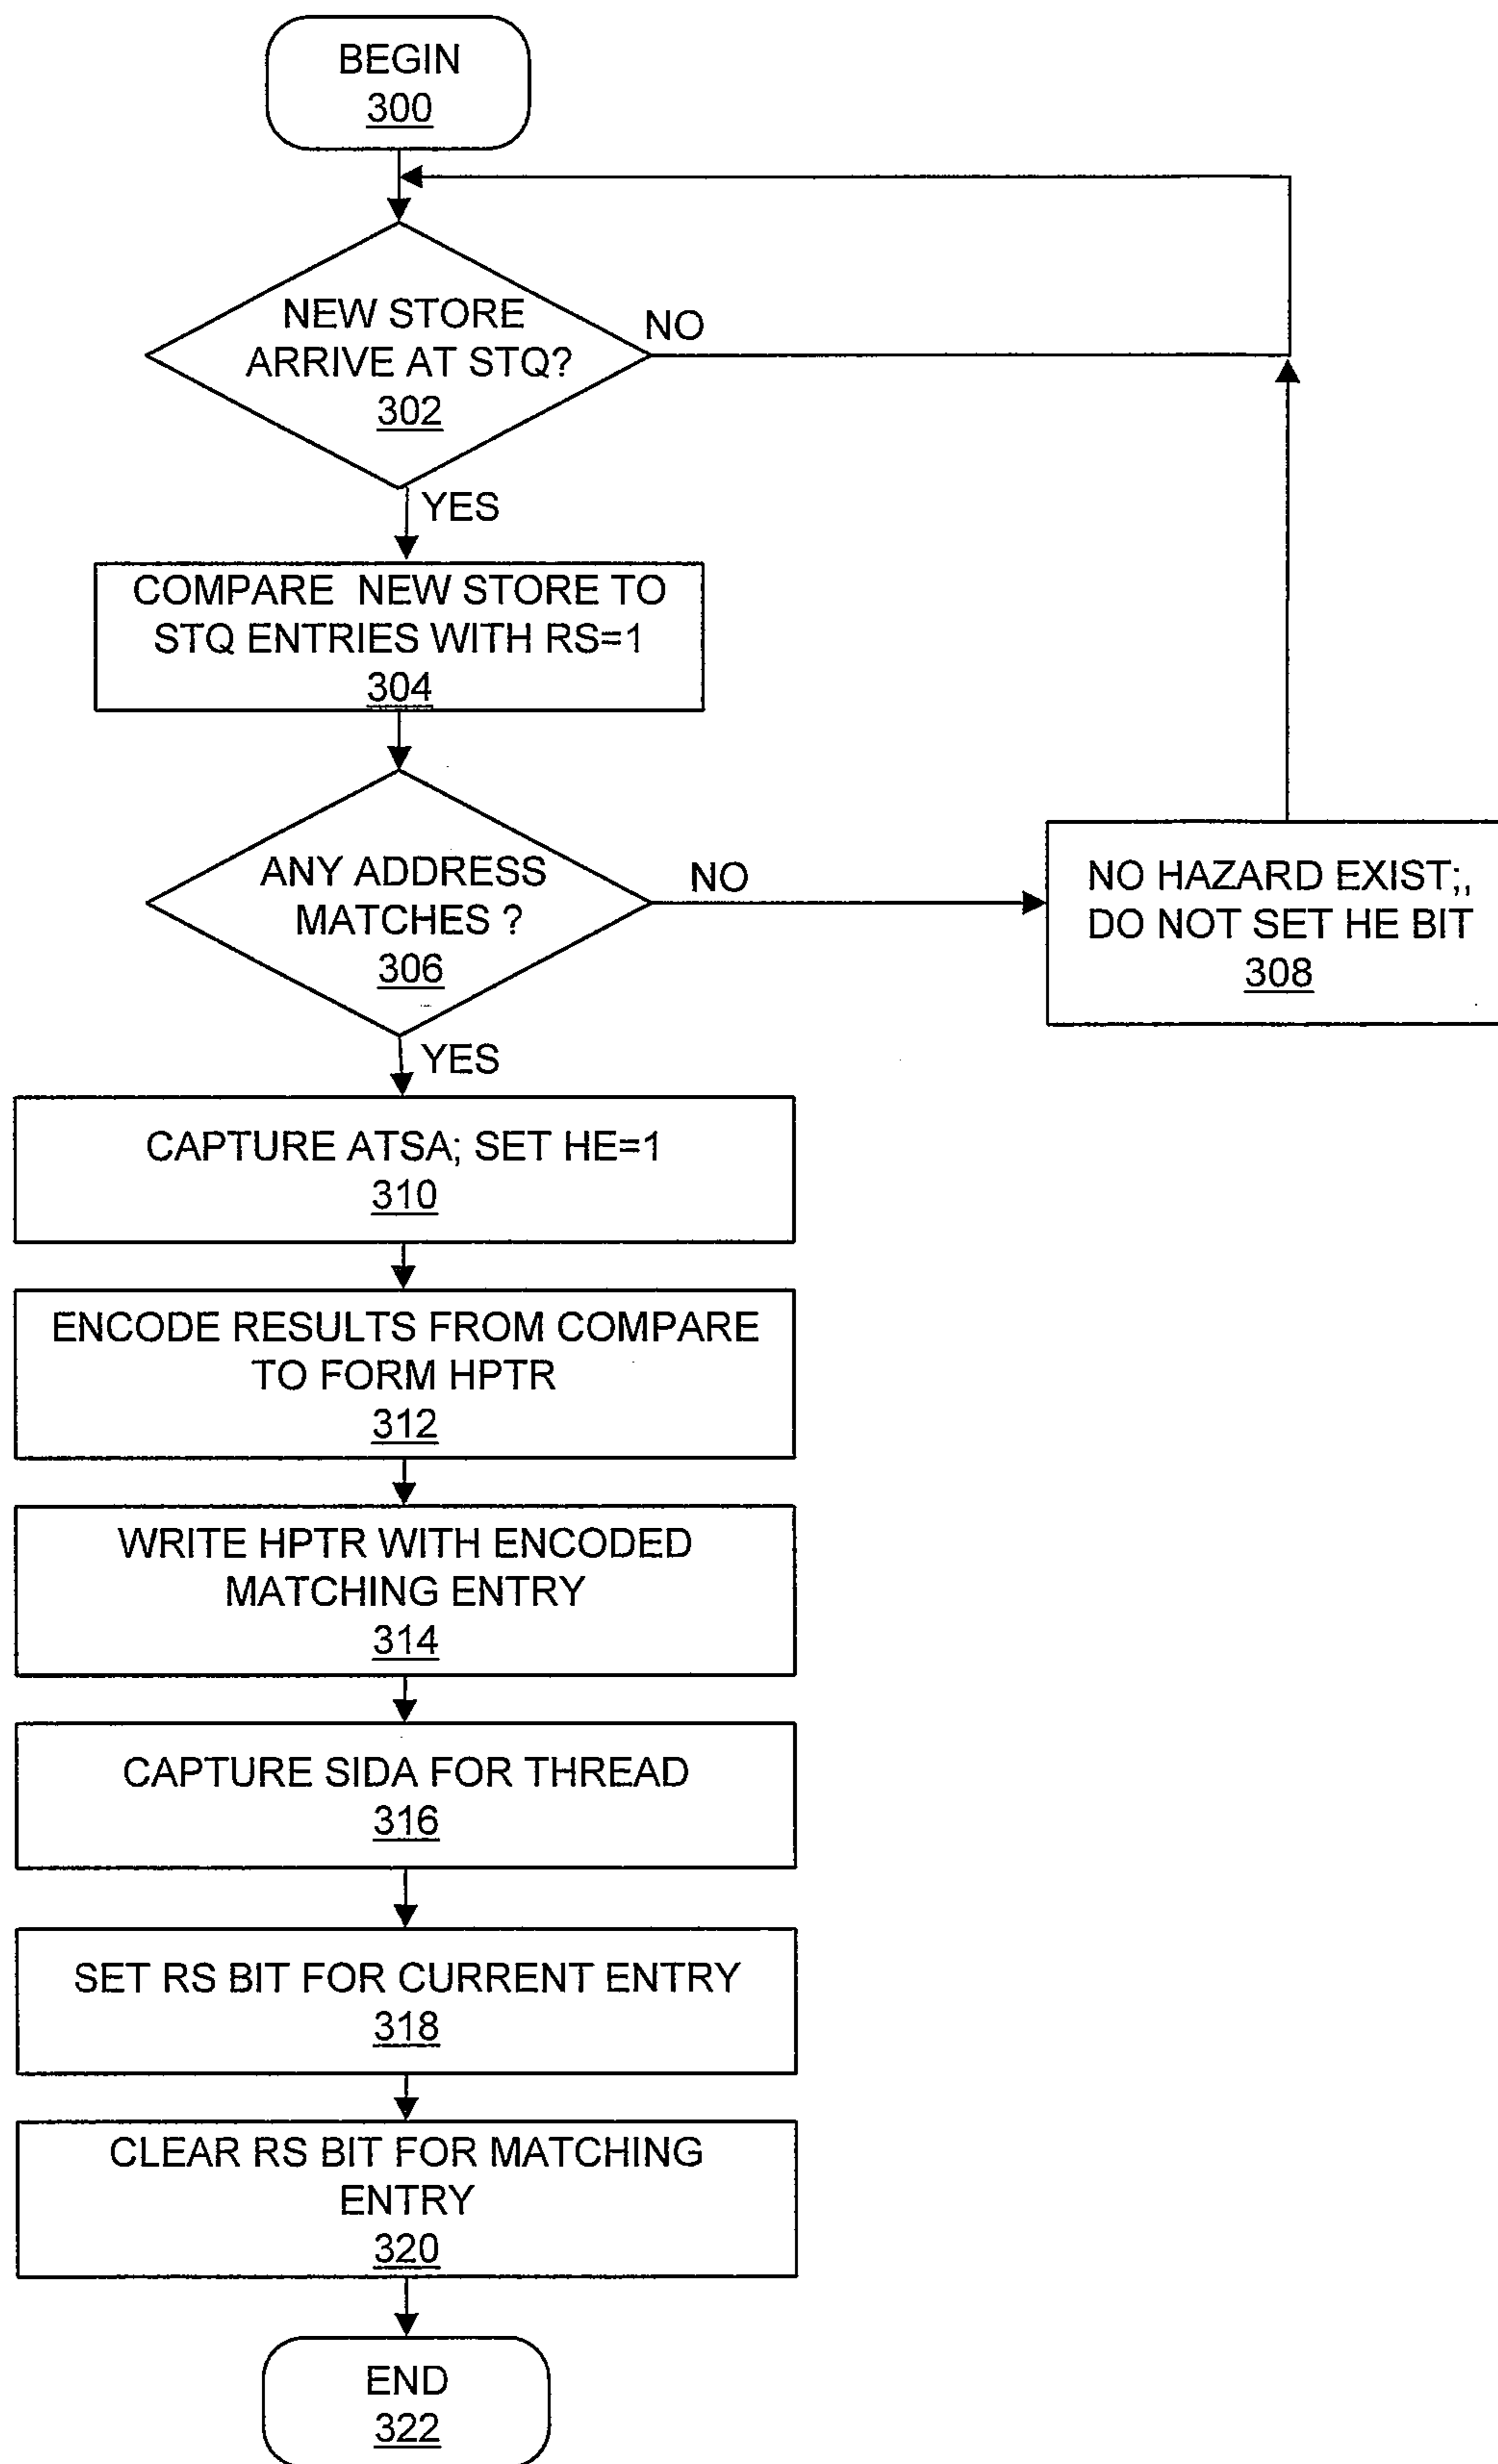 BEGIN
300
NEW STORE
ARRIVE AT STQ?
302
NO
YES
COMPARE NEW STORE TO
STQ ENTRIES WITH RS=1
304
ANY ADDRESS
MATCHES ?
306
NO
NO HAZARD EXIST;,
DO NOT SET HE BIT
308
YES
CAPTURE ATSA; SET HE=1
310
ENCODE RESULTS FROM COMPARE
TO FORM HPTR
312
WRITE HPTR WITH ENCODED
MATCHING ENTRY
314
CAPTURE SIDA FOR THREAD
316
SET RS BIT FOR CURRENT ENTRY
318
CLEAR RS BIT FOR MATCHING
ENTRY
320
END
322